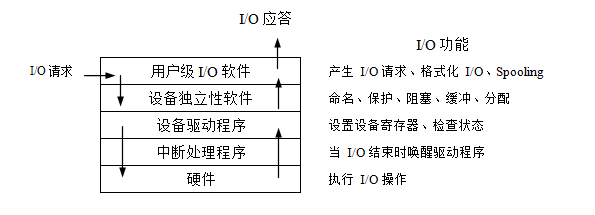 I/O 应答
I/O 功能
I/O 请求
用户级 I/O 软件
产生 I/O 请求、格式化 I/O、Spooling
设备独立性软件
命名、保护、阻塞、缓冲、分配
设备驱动程序
设置设备寄存器、检查状态
中断处理程序
当 I/O 结束时唤醒驱动程序
硬件
执行 I/O 操作